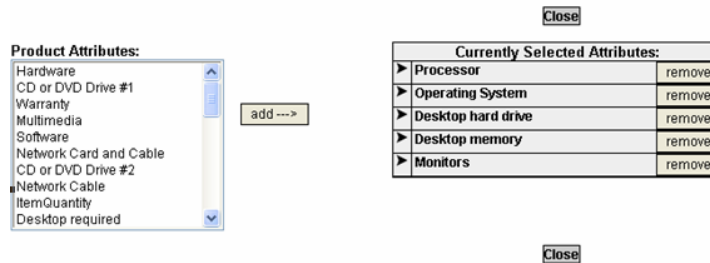 Close
Product Attributes:
Hardware
CD or DVD Drive #1
Warranty
Multimedia
Software
Network Card and Cable
CD or DVD Drive #2
Network Cable
ItemQuantity
Desktop required
add --->
Currently Selected Attributes:
Processor remove
Operating System remove
Desktop hard drive remove
Desktop memory remove
Monitors remove
Close